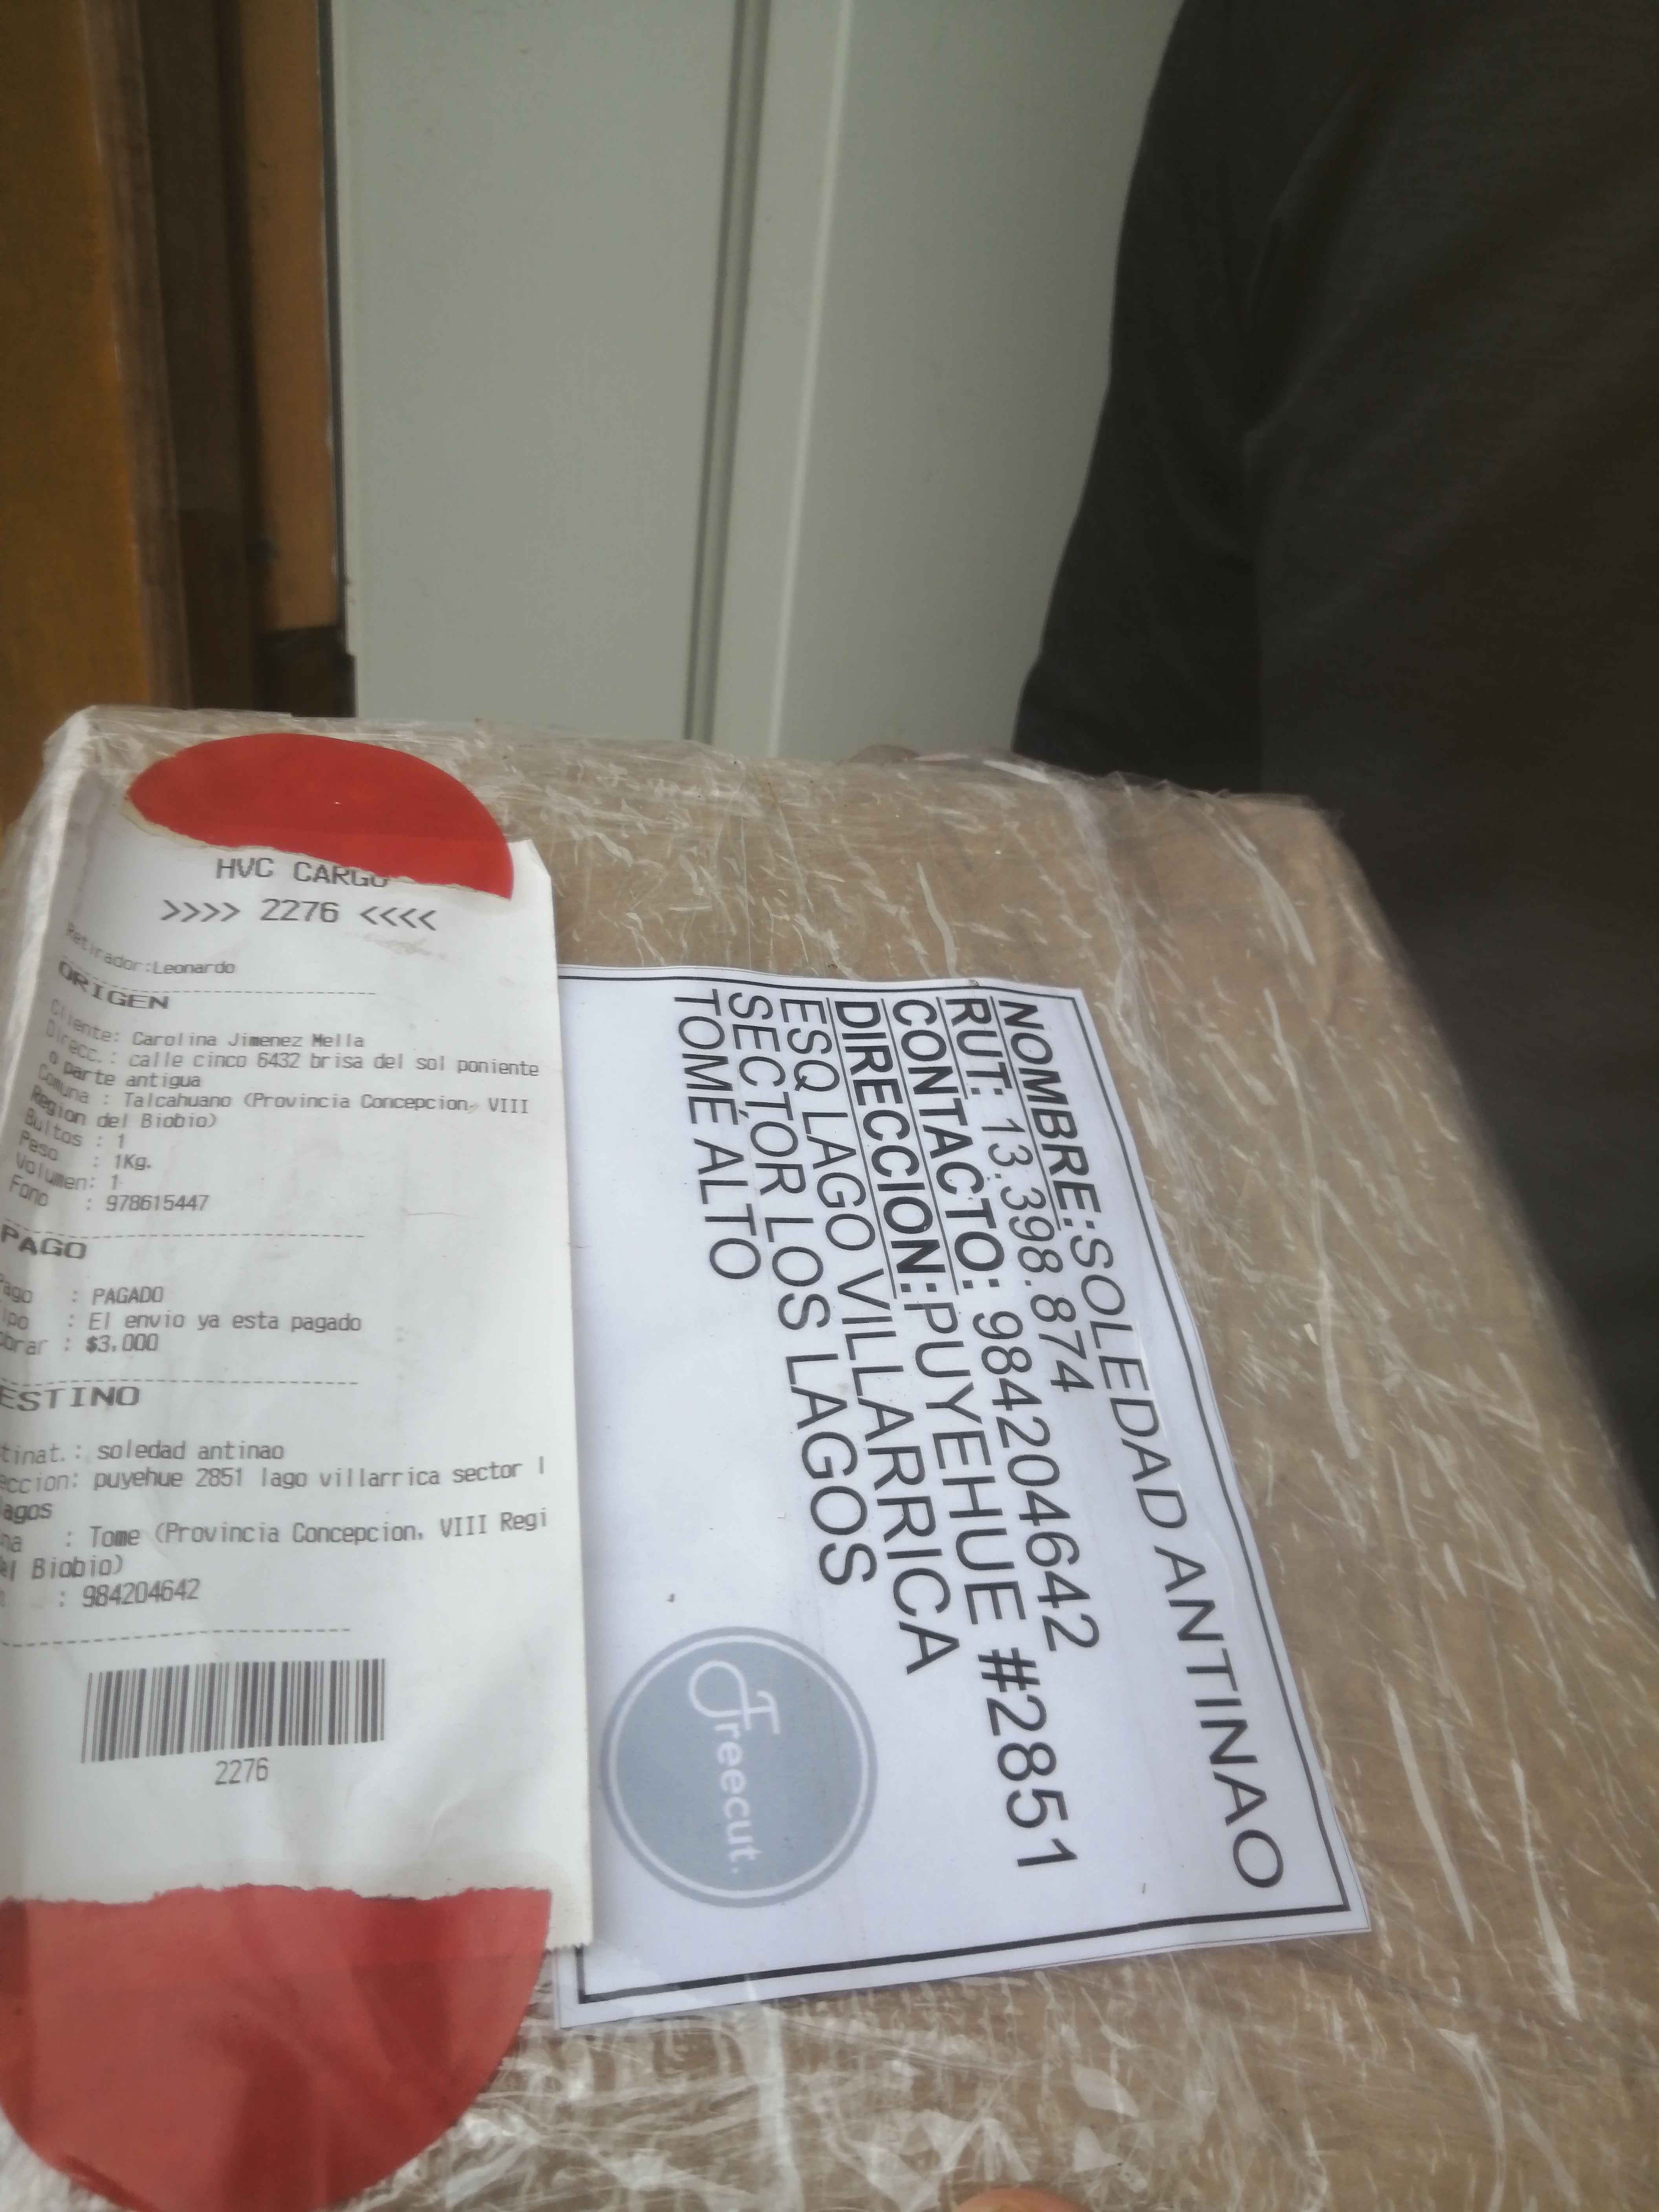 HVC CARGO
>>>> 2276 <<<<
Retirador:Leonardo
ORIGEN
Cliente: Carolina Jimenez Mella
Direcc.: calle cinco 6432 brisa del sol poniente
o parte antigua
Comuna : Talcahuano (Provincia Concepcion, VIII
Region del Biobio)
Bultos : 1
Peso : 1Kg.
Volumen: 1
Fono : 978615447
PAGO
ago : PAGADO
ipo : El envio ya esta pagado
obrar : $3,000
ESTINO
tinat.: soledad antinao
eccion: puyehue 2851 lago villarrica sector l
agos
na : Tome (Provincia Concepcion, VIII Regi
el Biobio)
: 984204642
2276
NOMBRE:SOLEDAD ANTINAO
RUT: 13.398.874
CONTACTO: 984204642
DIRECCION:PUYEHUE #2851
ESQ LAGO VILLARRICA
SECTOR LOS LAGOS
TOMÉ ALTO
Freecut.